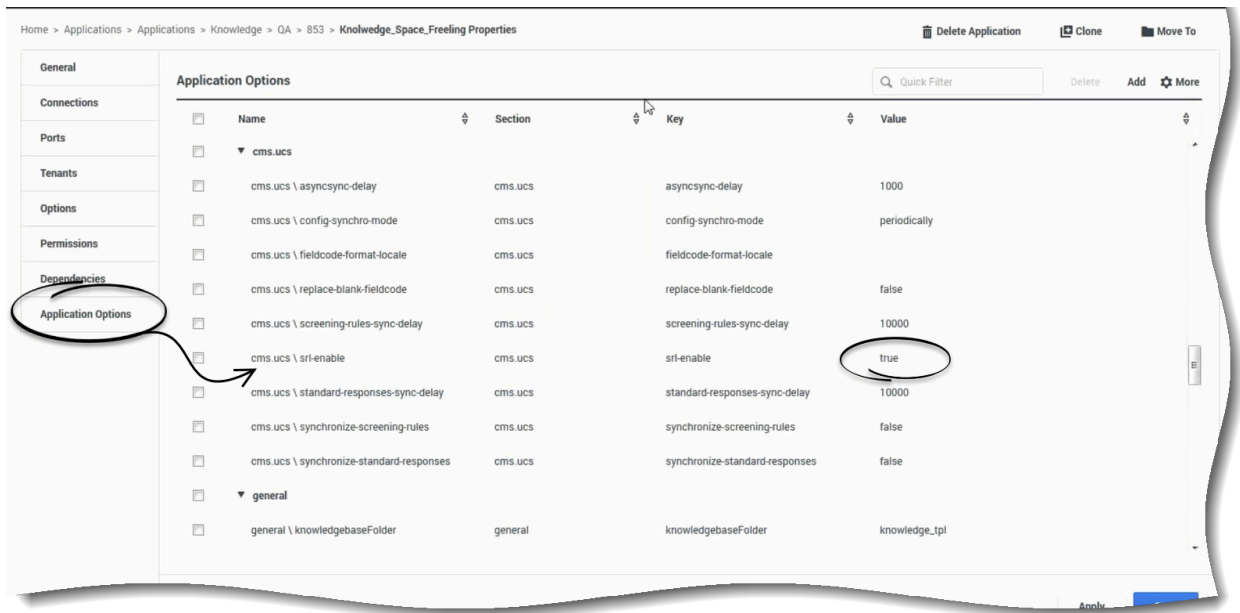 Home > Applications > Applications > Knowledge > QA > 853 > Knolwedge_Space_Freeling Properties
Delete Application Clone Move To
General
Connections
Ports
Tenants
Options
Permissions
Dependencies
Application Options
Application Options
Quick Filter Delete Add More
Name Section Key Value
cms.ucs
cms.ucs \ asyncsync-delay cms.ucs asyncsync-delay 1000
cms.ucs \ config-synchro-mode cms.ucs config-synchro-mode periodically
cms.ucs \ fieldcode-format-locale cms.ucs fieldcode-format-locale
cms.ucs \ replace-blank-fieldcode cms.ucs replace-blank-fieldcode false
cms.ucs \ screening-rules-sync-delay cms.ucs screening-rules-sync-delay 10000
cms.ucs \ srl-enable cms.ucs srl-enable true
cms.ucs \ standard-responses-sync-delay cms.ucs standard-responses-sync-delay 10000
cms.ucs \ synchronize-screening-rules cms.ucs synchronize-screening-rules false
cms.ucs \ synchronize-standard-responses cms.ucs synchronize-standard-responses false
general
general \ knowledgebaseFolder general knowledgebaseFolder knowledge_tpl
Apply